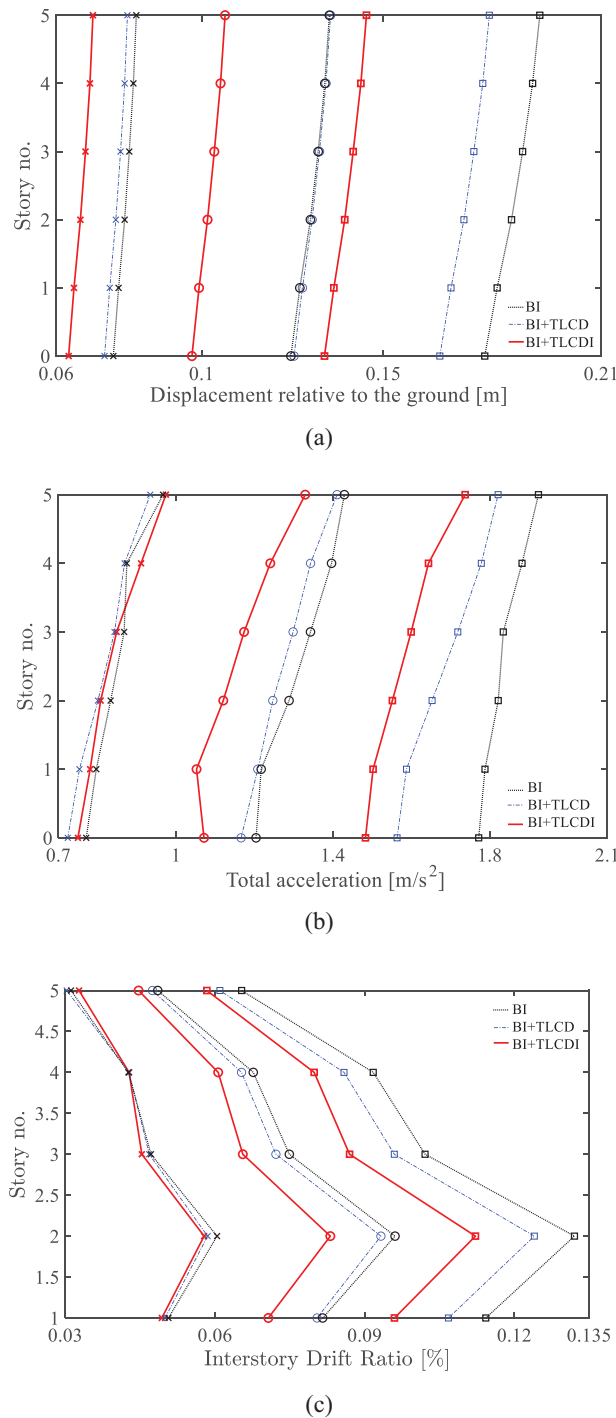 5
4
3
2
1
0
Story no.
BI
BI+TLCD
BI+TLCDI
0.06
0.1
0.15
0.21
Displacement relative to the ground [m]
(a)
5
4
3
2
1
0
Story no.
BI
BI+TLCD
BI+TLCDI
0.7
1
1.4
1.8
2.1
Total acceleration [m/s²]
(b)
5
4.5
4
3.5
3
2.5
2
1.5
1
Story no.
BI
BI+TLCD
BI+TLCDI
0.03
0.06
0.09
0.12
0.135
Interstory Drift Ratio [%]
(c)